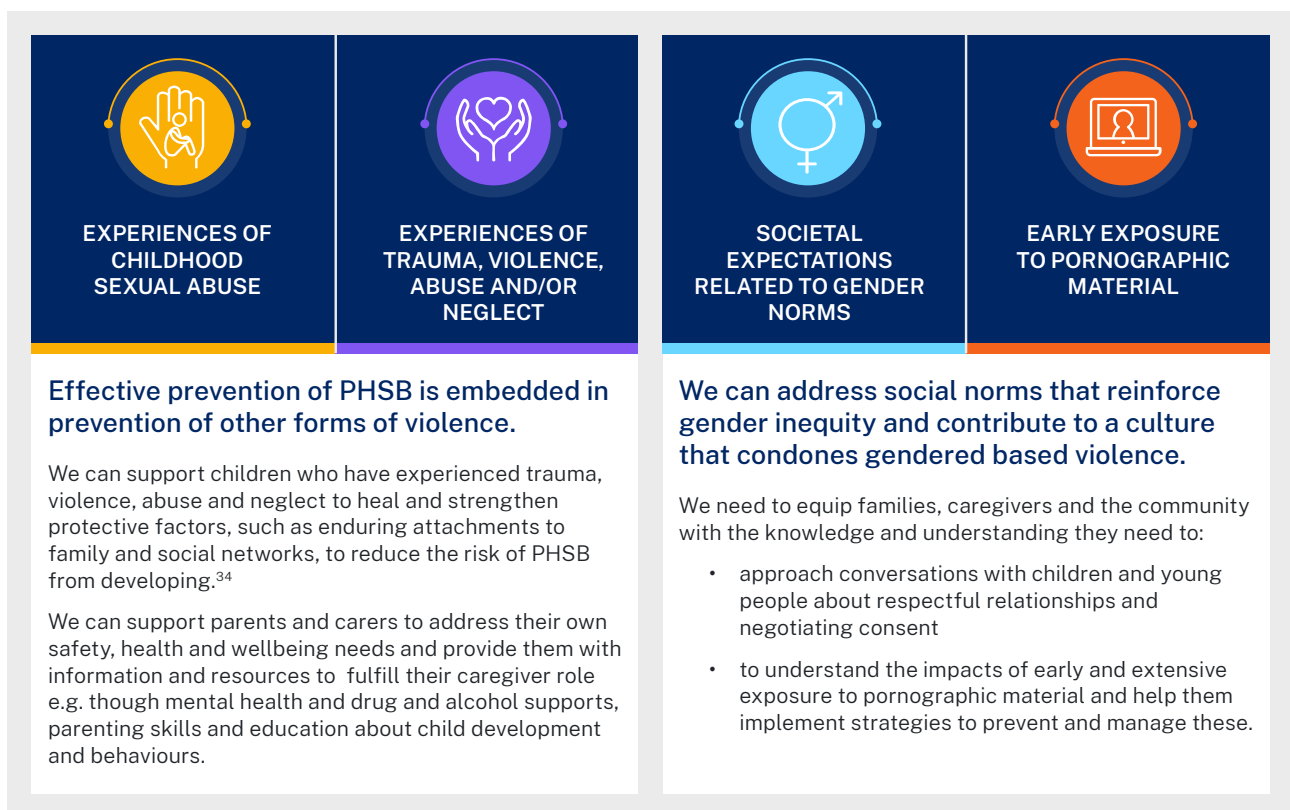 EXPERIENCES OF
CHILDHOOD
SEXUAL ABUSE
EXPERIENCES OF
TRAUMA, VIOLENCE,
ABUSE AND/OR
NEGLECT
Effective prevention of PHSB is embedded in
prevention of other forms of violence.
We can support children who have experienced trauma,
violence, abuse and neglect to heal and strengthen
protective factors, such as enduring attachments to
family and social networks, to reduce the risk of PHSB
from developing.³⁴
We can support parents and carers to address their own
safety, health and wellbeing needs and provide them with
information and resources to  fulfill their caregiver role
e.g. though mental health and drug and alcohol supports,
parenting skills and education about child development
and behaviours.
SOCIETAL
EXPECTATIONS
RELATED TO GENDER
NORMS
EARLY EXPOSURE
TO PORNOGRAPHIC
MATERIAL
We can address social norms that reinforce
gender inequity and contribute to a culture
that condones gendered based violence.
We need to equip families, caregivers and the community
with the knowledge and understanding they need to:
• approach conversations with children and young
people about respectful relationships and
negotiating consent
• to understand the impacts of early and extensive
exposure to pornographic material and help them
implement strategies to prevent and manage these.